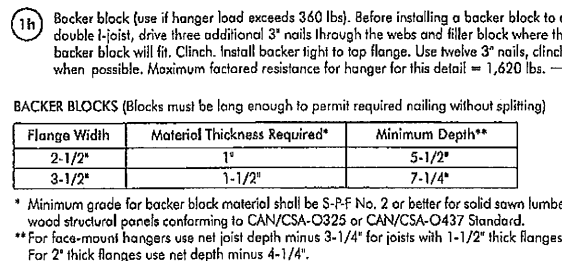 1h Backer block (use if hanger load exceeds 360 lbs). Before installing a backer block to
double I-joist, drive three additional 3" nails through the webs and filler block where
backer block will fit. Clinch. Install backer tight to top flange. Use twelve 3" nails,
when possible. Maximum factored resistance for hanger for this detail = 1,620 lbs. —
BACKER BLOCKS (Blocks must be long enough to permit required nailing without splitting)
Flange Width Material Thickness Required* Minimum Depth**
2-1/2" 1" 5-1/2"
3-1/2" 1-1/2" 7-1/4"
* Minimum grade for backer block material shall be S-P-F No. 2 or better for solid sawn
wood structural panels conforming to CAN/CSA-O325 or CAN/CSA-O437 Standard.
** For face-mount hangers use net joist depth minus 3-1/4" for joists with 1-1/2" thick flanges
For 2" thick flanges use net depth minus 4-1/4".